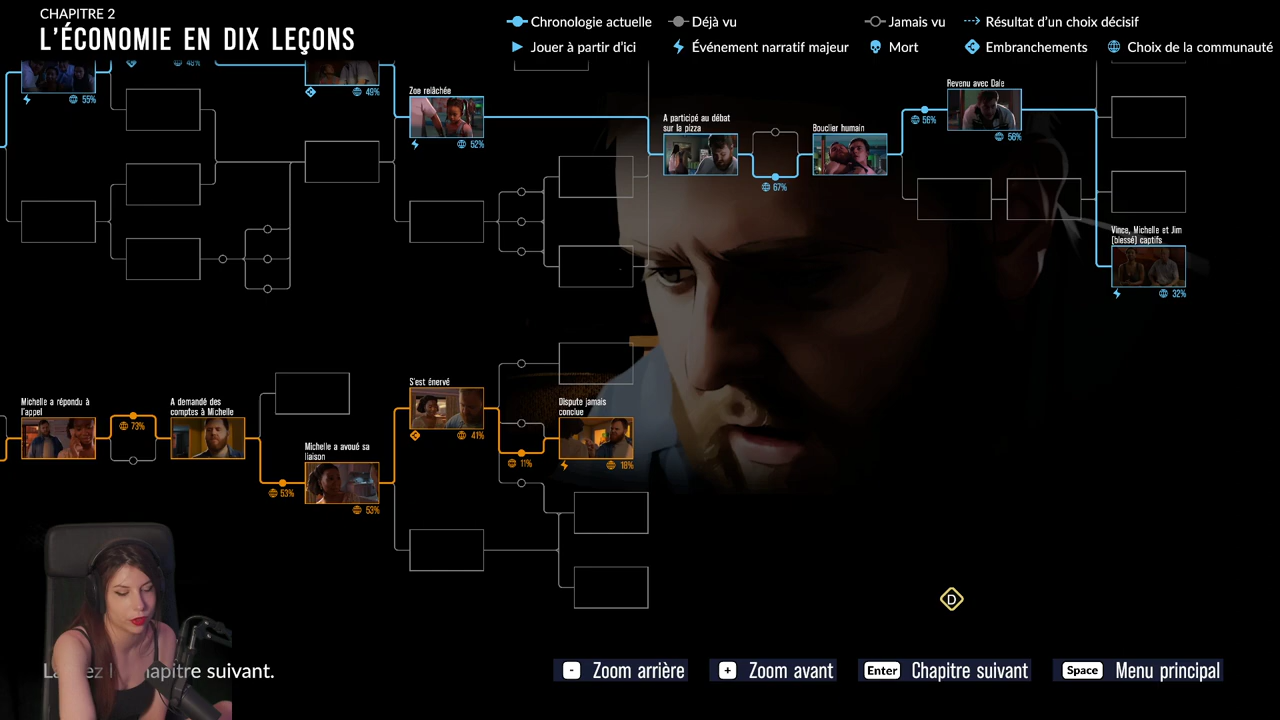 CHAPITRE 2
L'ÉCONOMIE EN DIX LEÇONS
Chronologie actuelle
Déjà vu
Jamais vu
Résultat d'un choix décisif
Jouer à partir d'ici
Événement narratif majeur
Mort
Embranchements
Choix de la communauté
55%
48%
49%
Zoe relâchée
52%
A participé au débat
sur la pizza
67%
Bouclier humain
56%
Revenu avec Dale
56%
Vince, Michelle et Jim
(blessé) captifs
32%
Michelle a répondu à
l'appel
73%
A demandé des
comptes à Michelle
53%
Michelle a avoué sa
liaison
53%
S'est énervé
41%
11%
Dispute jamais
conclue
18%
D
chapitre suivant.
- Zoom arrière
+ Zoom avant
Enter Chapitre suivant
Space Menu principal